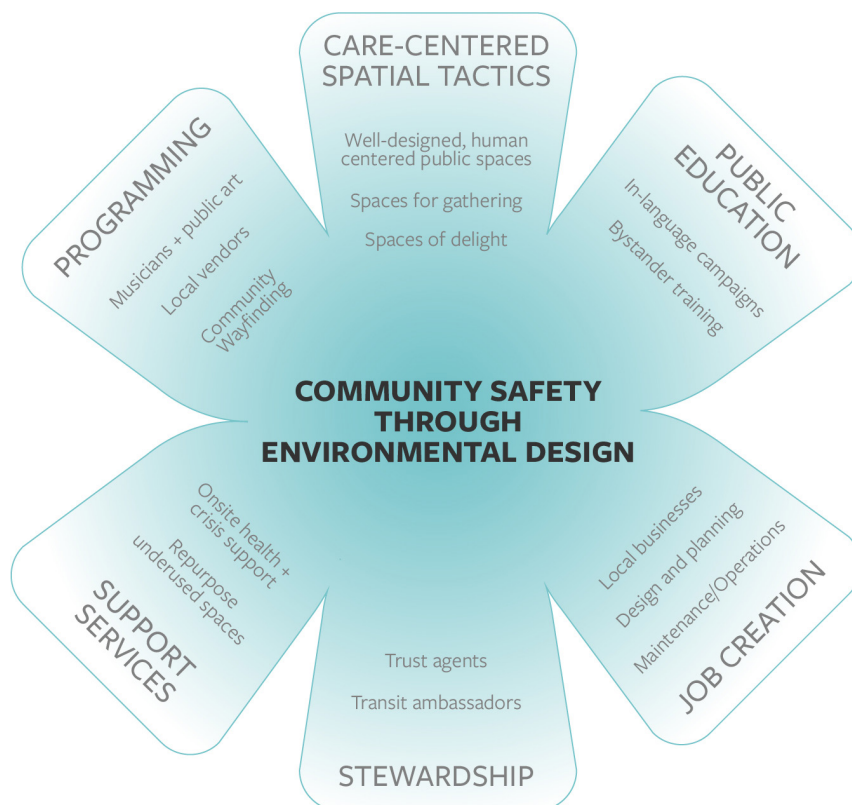 CARE-CENTERED
SPATIAL TACTICS
Well-designed, human
centered public spaces
Spaces for gathering
Spaces of delight
PUBLIC
EDUCATION
In-language campaigns
Bystander training
PROGRAMMING
Musicians + public art
Local vendors
Community
Wayfinding
COMMUNITY SAFETY
THROUGH
ENVIRONMENTAL DESIGN
Onsite health +
crisis support
Repurpose
underused spaces
SUPPORT
SERVICES
Trust agents
Transit ambassadors
STEWARDSHIP
Local businesses
Design and planning
Maintenance/Operations
JOB CREATION